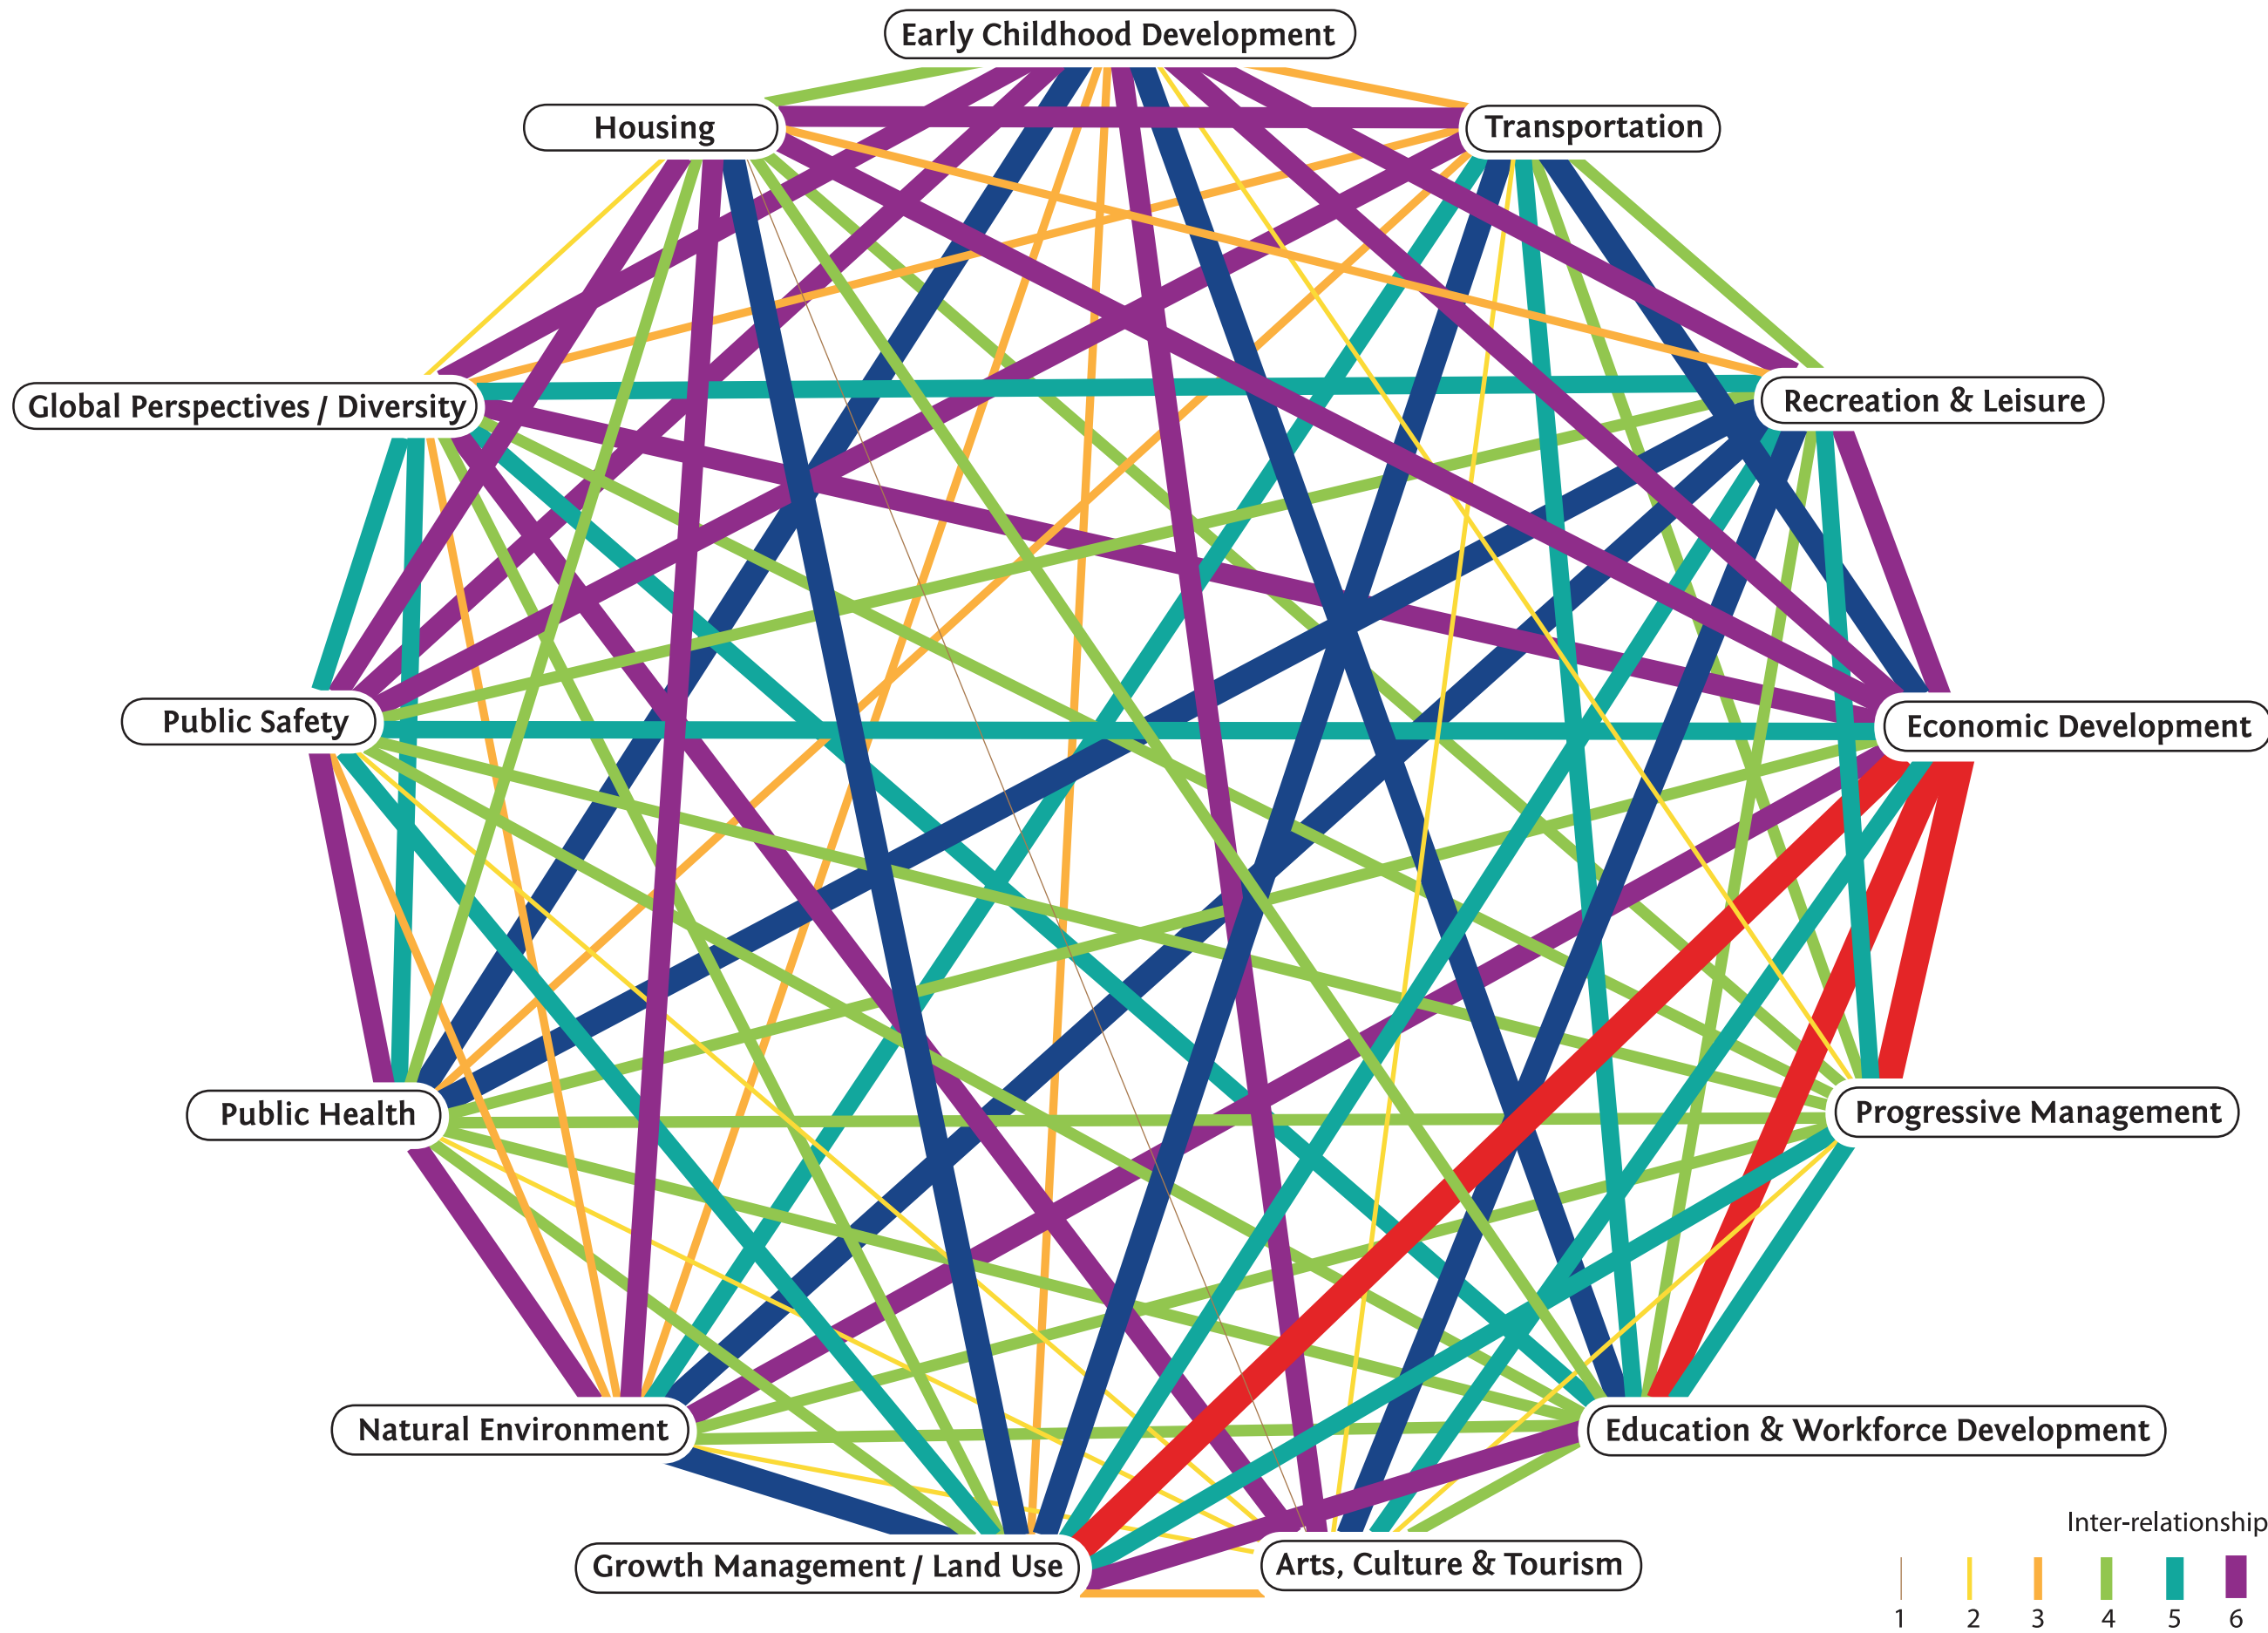 Early Childhood Development
Housing
Transportation
Global Perspectives / Diversity
Recreation & Leisure
Public Safety
Economic Development
Public Health
Progressive Management
Natural Environment
Education & Workforce Development
Growth Management / Land Use
Arts, Culture & Tourism
Inter-relationship
1 2 3 4 5 6